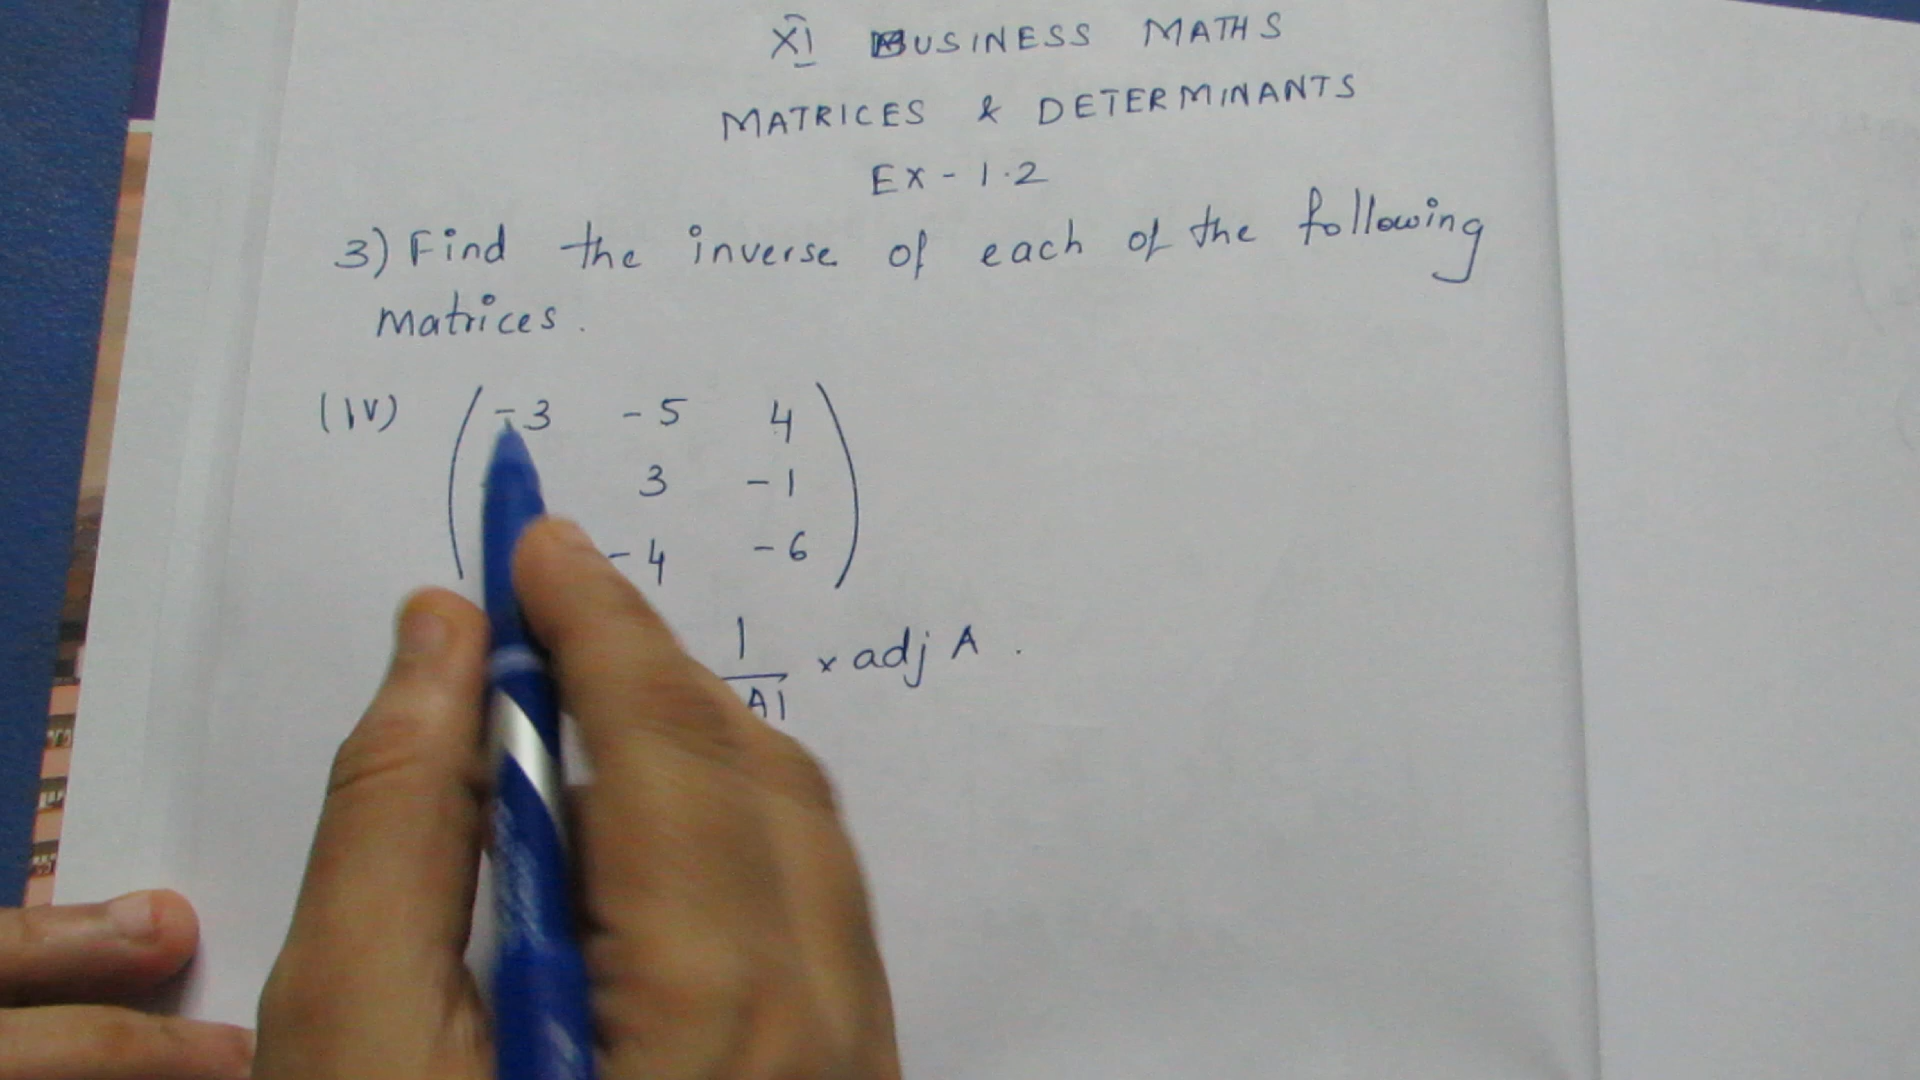 XI BUSINESS MATHS
MATRICES & DETERMINANTS
EX - 1.2
3) Find the inverse of each of the following
matrices.
(iv) -3 -5 4
3 -1
-4 -6
1
× adj A .
A|